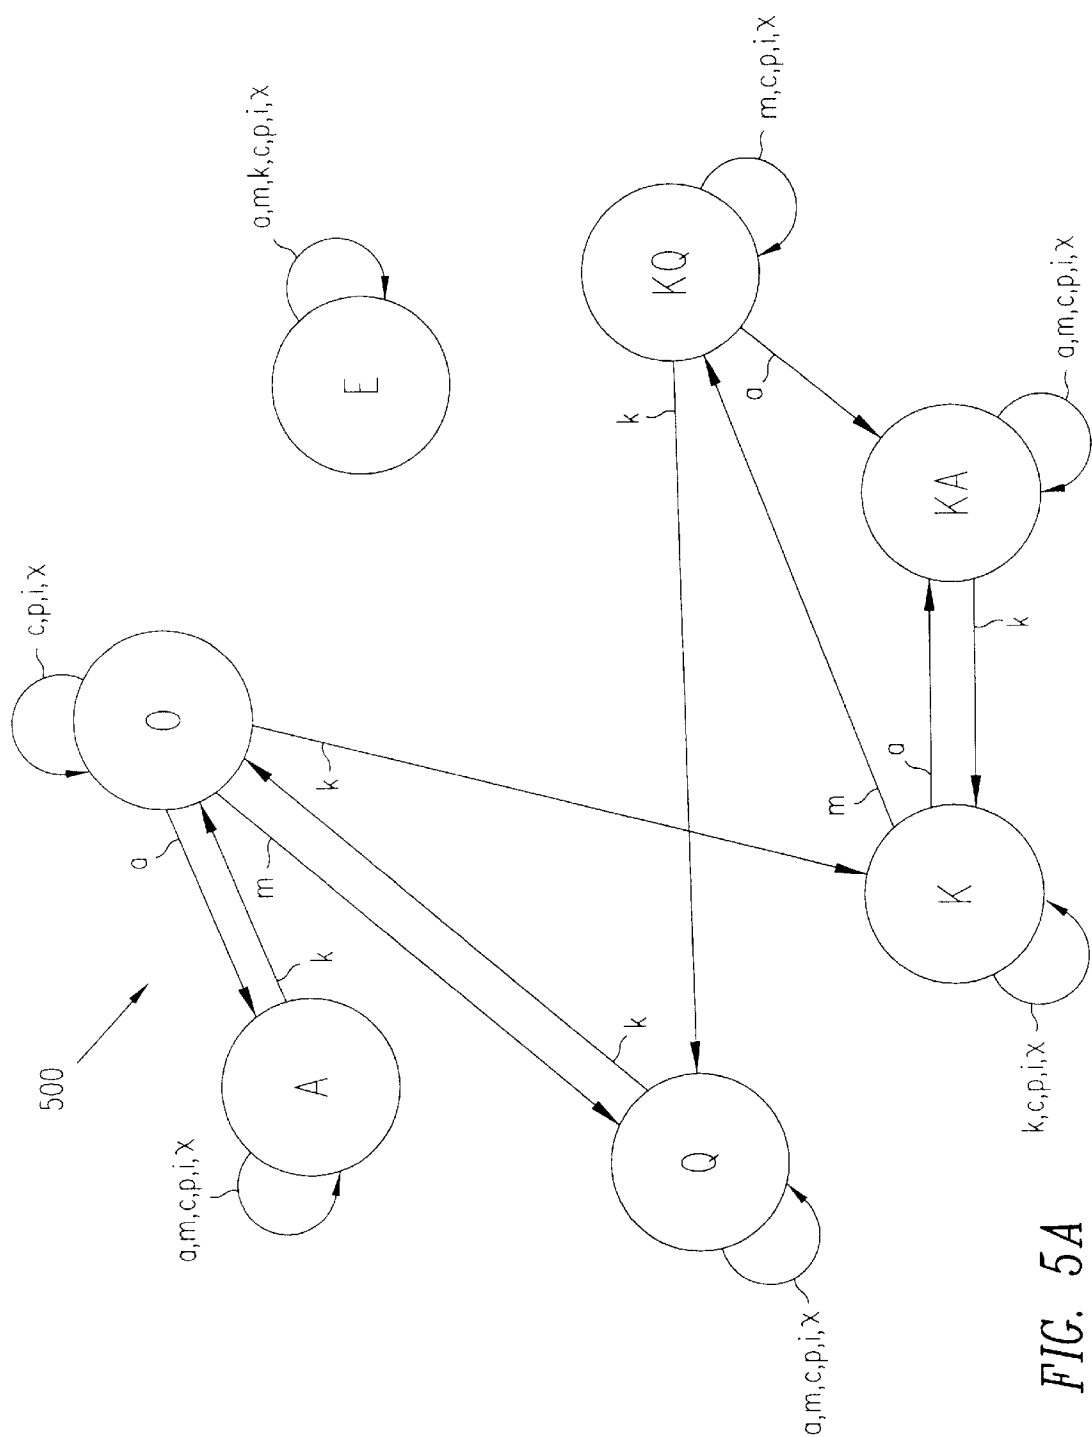 500
a,m,c,p,i,x
A
k
a
m
O
c,p,i,x
E
a,m,k,c,p,i,x
Q
a,m,c,p,i,x
k
k
k
KQ
m,c,p,i,x
m
a
K
k,c,p,i,x
a
k
KA
a,m,c,p,i,x
FIG. 5A